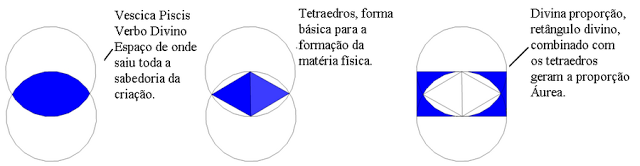 Vescica Piscis
Verbo Divino
Espaço de onde
saiu toda a
sabedoria da
criação.
Tetraedros, forma
básica para a
formação da
matéria fisica.
Divina proporção,
retângulo divino,
combinado com
os tetraedros
geram a proporção
Áurea.